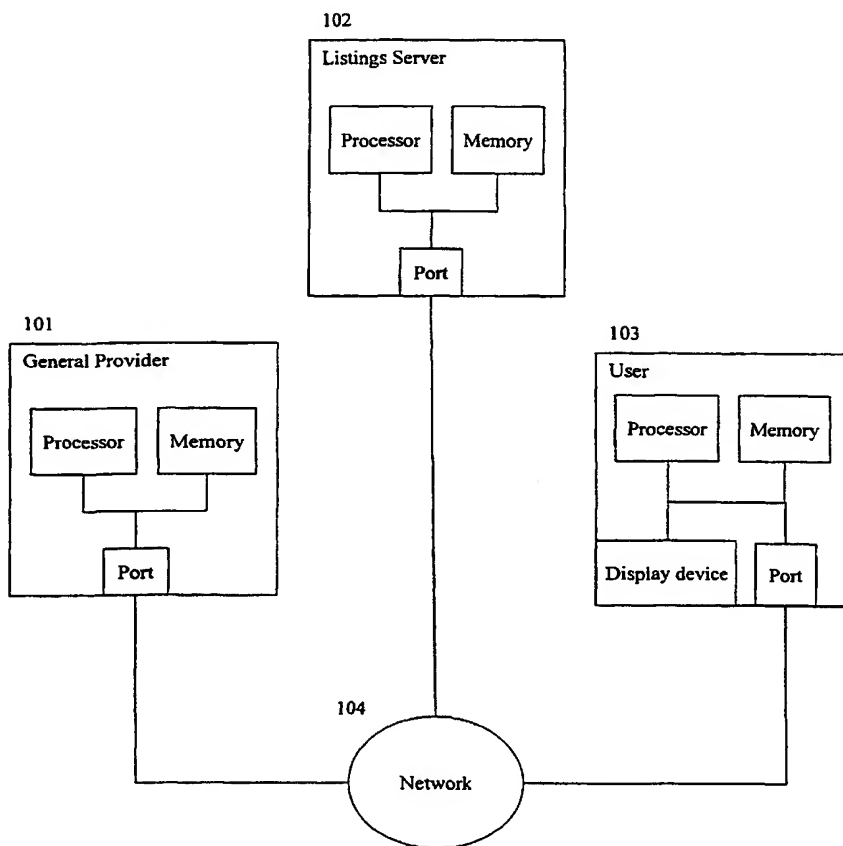 102
Listings Server
Processor
Memory
Port
101
General Provider
Processor
Memory
Port
103
User
Processor
Memory
Display device
Port
104
Network